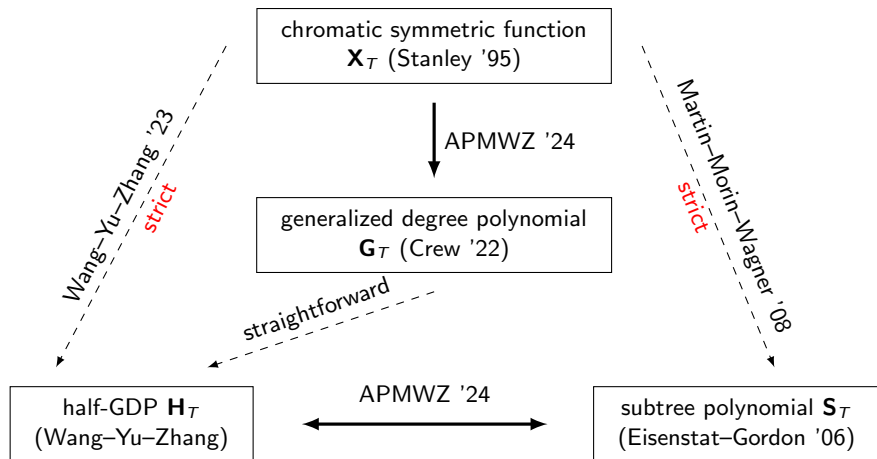 chromatic symmetric function
X_T (Stanley '95)
Wang–Yu–Zhang '23
strict
APMWZ '24
Martin–Morin–Wagner '08
strict
generalized degree polynomial
G_T (Crew '22)
straightforward
half-GDP H_T
(Wang–Yu–Zhang)
APMWZ '24
subtree polynomial S_T
(Eisenstat–Gordon '06)